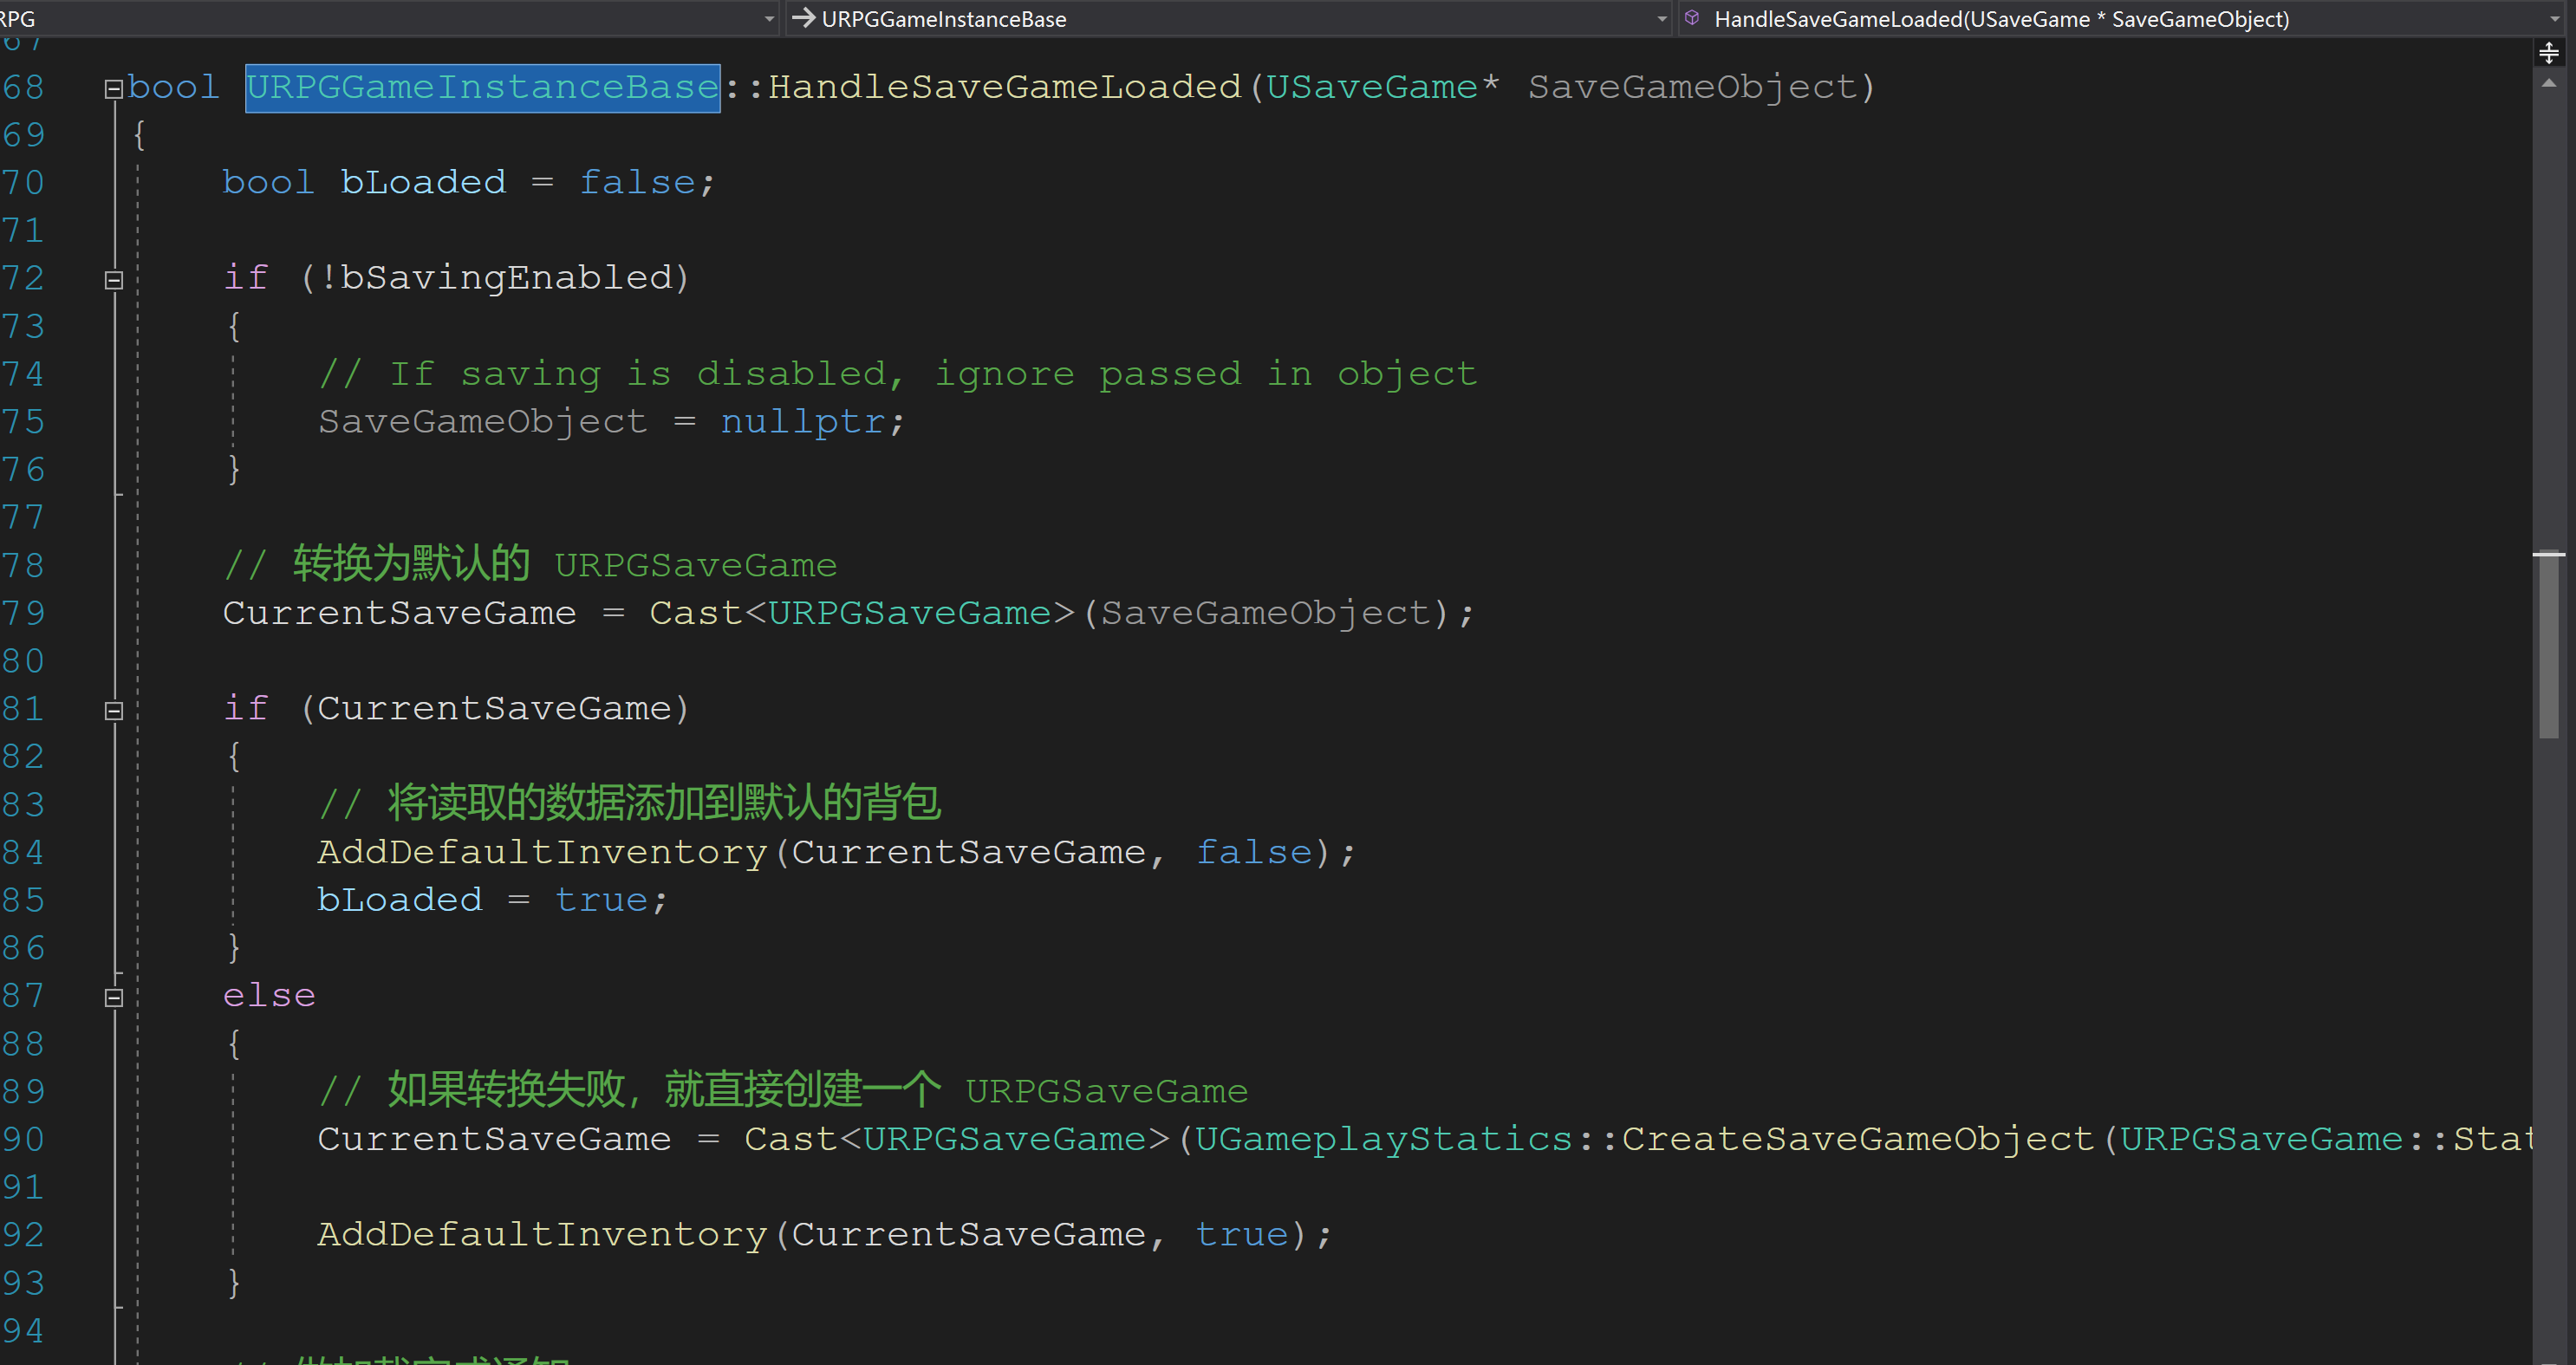 RPG URPGGameInstanceBase HandleSaveGameLoaded(USaveGame * SaveGameObject)
67
68 bool URPGGameInstanceBase::HandleSaveGameLoaded(USaveGame* SaveGameObject)
69 {
70 bool bLoaded = false;
71
72 if (!bSavingEnabled)
73 {
74 // If saving is disabled, ignore passed in object
75 SaveGameObject = nullptr;
76 }
77
78 // 转换为默认的 URPGSaveGame
79 CurrentSaveGame = Cast<URPGSaveGame>(SaveGameObject);
80
81 if (CurrentSaveGame)
82 {
83 // 将读取的数据添加到默认的背包
84 AddDefaultInventory(CurrentSaveGame, false);
85 bLoaded = true;
86 }
87 else
88 {
89 // 如果转换失败，就直接创建一个 URPGSaveGame
90 CurrentSaveGame = Cast<URPGSaveGame>(UGameplayStatics::CreateSaveGameObject(URPGSaveGame::Stat
91
92 AddDefaultInventory(CurrentSaveGame, true);
93 }
94